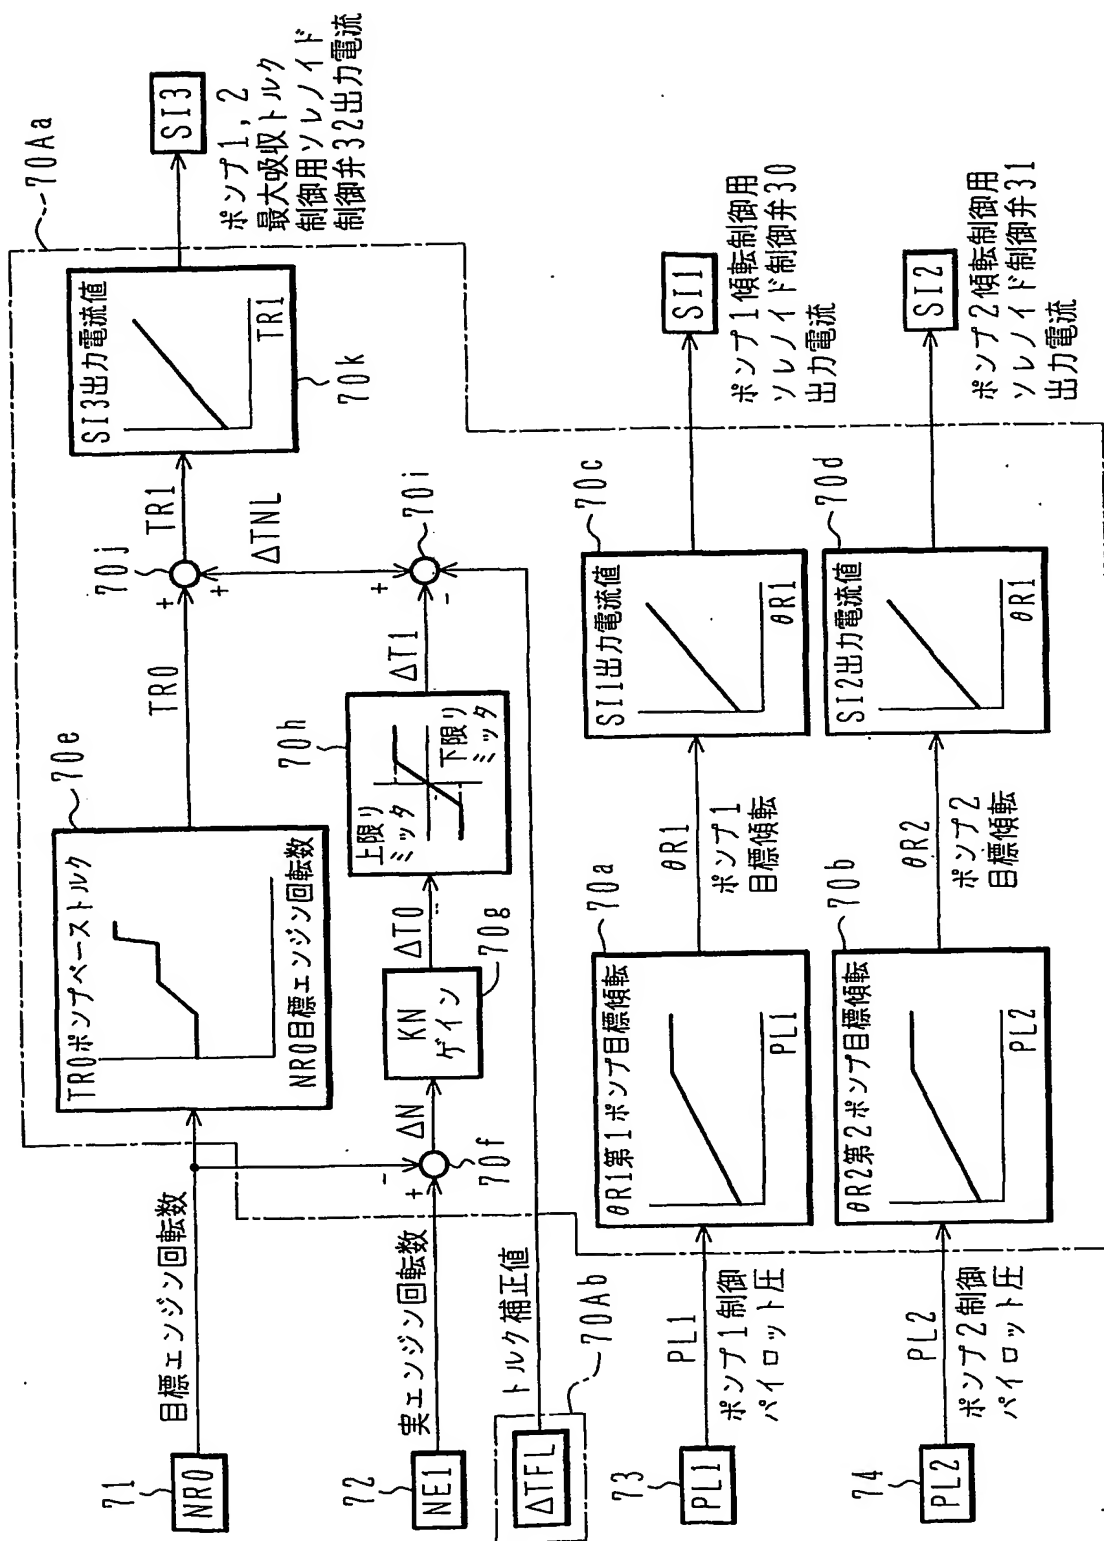 71
NR0
目標エンジン回転数
TR0ポンプベーストルク
NR0目標エンジン回転数
70e
TR0
+
+
70j
TR1
SI3出力電流値
TR1
70k
SI3
ポンプ1,2
最大吸収トルク
制御用ソレノイド
制御弁32出力電流
70Aa
72
NE1
実エンジン回転数
-
+
70f
ΔN
KN
ゲイン
70g
ΔT0
上限リ
ミッタ
下限リ
ミッタ
70h
ΔT1
+
-
70i
ΔTNL
ΔTFL
トルク補正値
70Ab
73
PL1
PL1
ポンプ1制御
パイロット圧
θR1第1ポンプ目標傾転
PL1
70a
θR1
ポンプ1
目標傾転
SI1出力電流値
θR1
70c
SI1
ポンプ1傾転制御用
ソレノイド制御弁30
出力電流
74
PL2
PL2
ポンプ2制御
パイロット圧
θR2第2ポンプ目標傾転
PL2
70b
θR2
ポンプ2
目標傾転
SI2出力電流値
θR1
70d
SI2
ポンプ2傾転制御用
ソレノイド制御弁31
出力電流